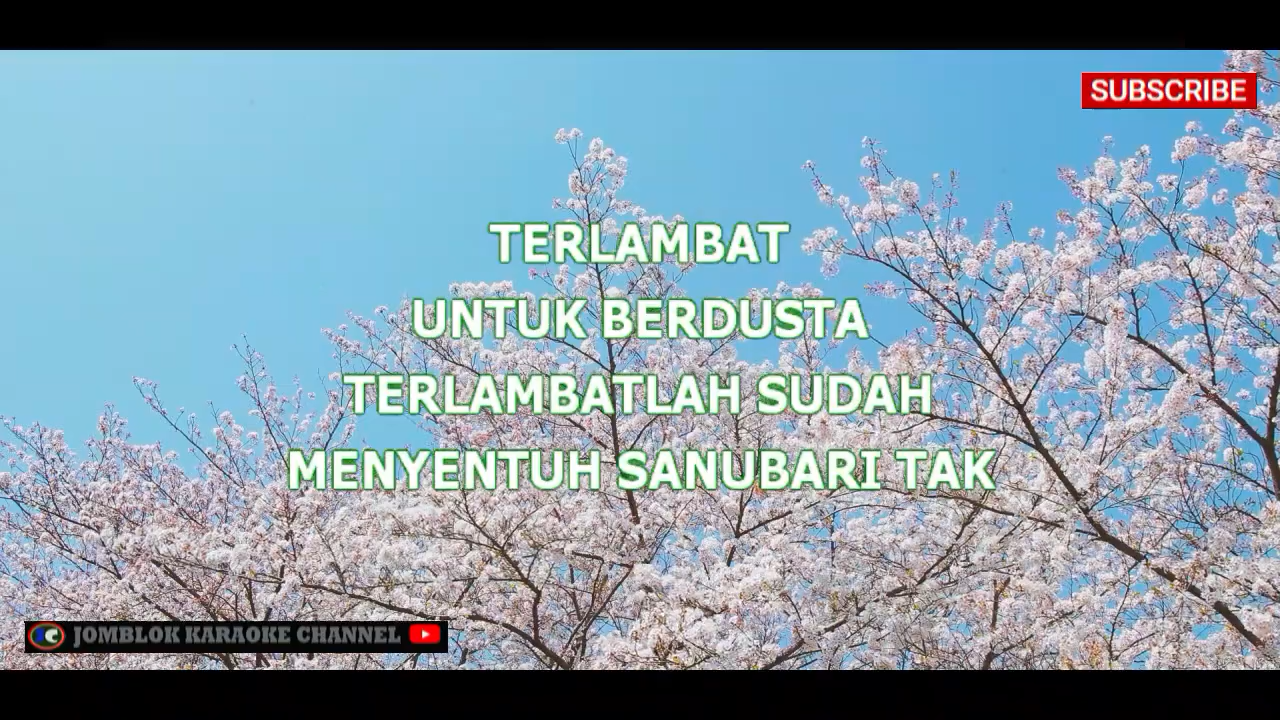 SUBSCRIBE
TERLAMBAT
UNTUK BERDUSTA
TERLAMBATLAH SUDAH
MENYENTUH SANUBARI TAK
JOMBLOK KARAOKE CHANNEL